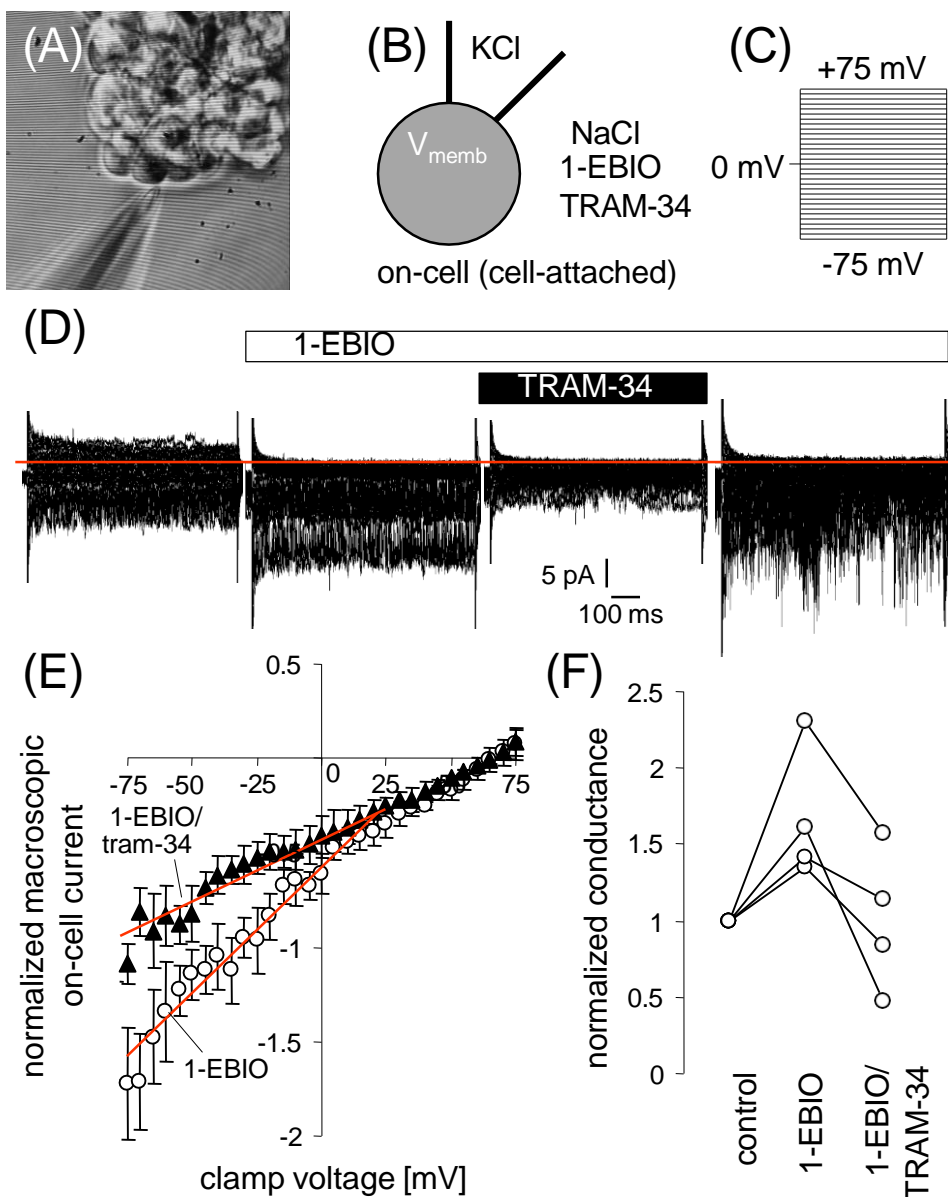 (A)
(B)
KCl
V_memb
NaCl
1-EBIO
TRAM-34
on-cell (cell-attached)
(C)
+75 mV
0 mV
-75 mV
(D)
1-EBIO
TRAM-34
5 pA
100 ms
(E)
normalized macroscopic
on-cell current
0.5
-75 -50 -25 0 25 75
1-EBIO/
tram-34
-1
1-EBIO
-1.5
-2
clamp voltage [mV]
(F)
normalized conductance
2.5
2
1.5
1
0.5
0
control
1-EBIO
1-EBIO/
TRAM-34